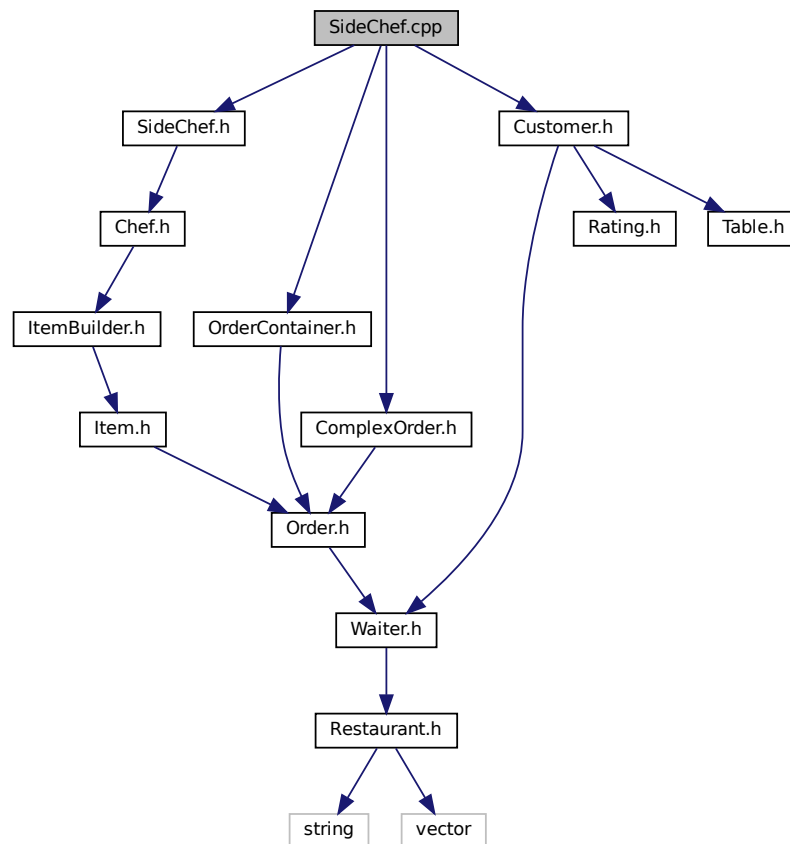 SideChef.cpp
SideChef.h
Customer.h
Chef.h
Rating.h
Table.h
ItemBuilder.h
OrderContainer.h
Item.h
ComplexOrder.h
Order.h
Waiter.h
Restaurant.h
string
vector